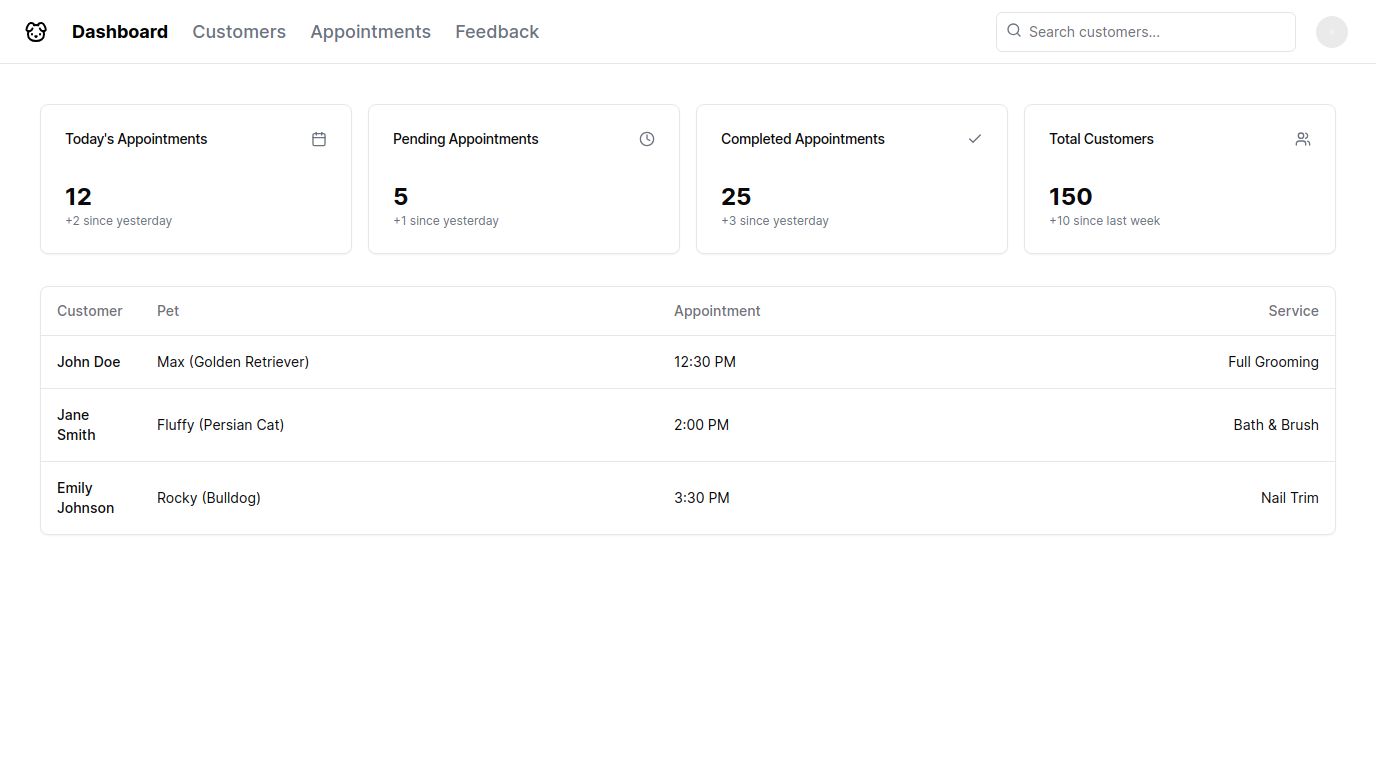 Dashboard Customers Appointments Feedback Search customers...
Today's Appointments
12
+2 since yesterday
Pending Appointments
5
+1 since yesterday
Completed Appointments
25
+3 since yesterday
Total Customers
150
+10 since last week
Customer Pet Appointment Service
John Doe Max (Golden Retriever) 12:30 PM Full Grooming
Jane
Smith Fluffy (Persian Cat) 2:00 PM Bath & Brush
Emily
Johnson Rocky (Bulldog) 3:30 PM Nail Trim